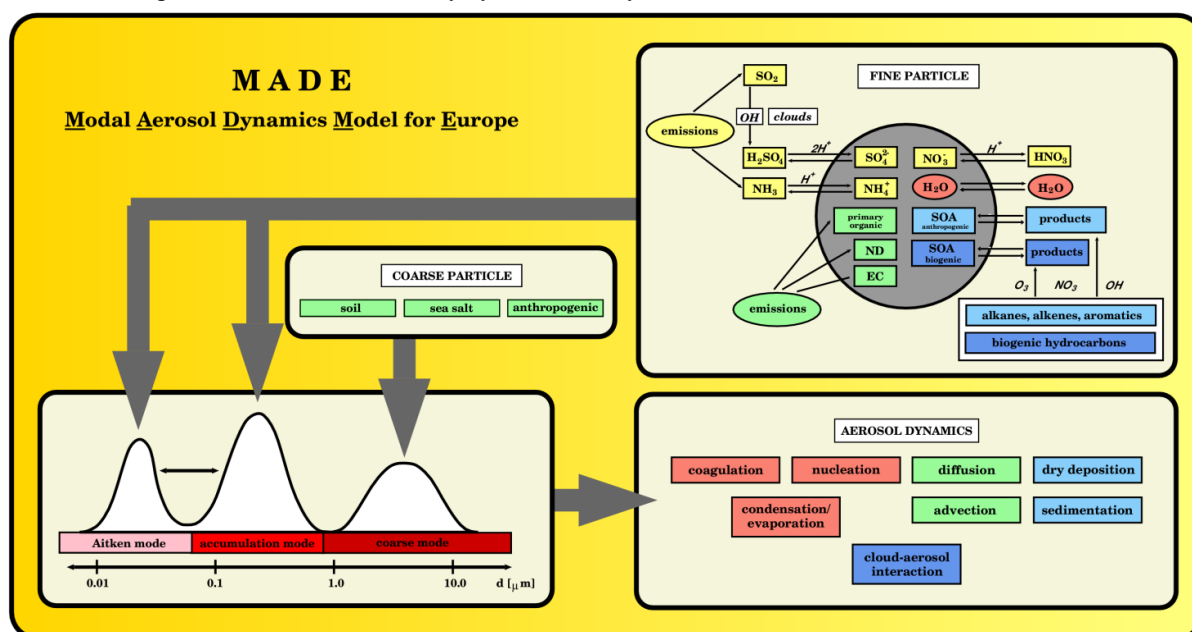 M A D E
Modal Aerosol Dynamics Model for Europe
FINE PARTICLE
SO2
OH
clouds
emissions
H2SO4
2H+
SO4 2-
NO3-
H+
HNO3
NH3
H+
NH4+
H2O
H2O
primary
organic
SOA
anthropogenic
products
ND
SOA
biogenic
products
EC
emissions
O3
NO3
OH
alkanes, alkenes, aromatics
biogenic hydrocarbons
COARSE PARTICLE
soil
sea salt
anthropogenic
Aitken mode
accumulation mode
coarse mode
0.01
0.1
1.0
10.0
d [μm]
AEROSOL DYNAMICS
coagulation
nucleation
diffusion
dry deposition
condensation/
evaporation
advection
sedimentation
cloud-aerosol
interaction